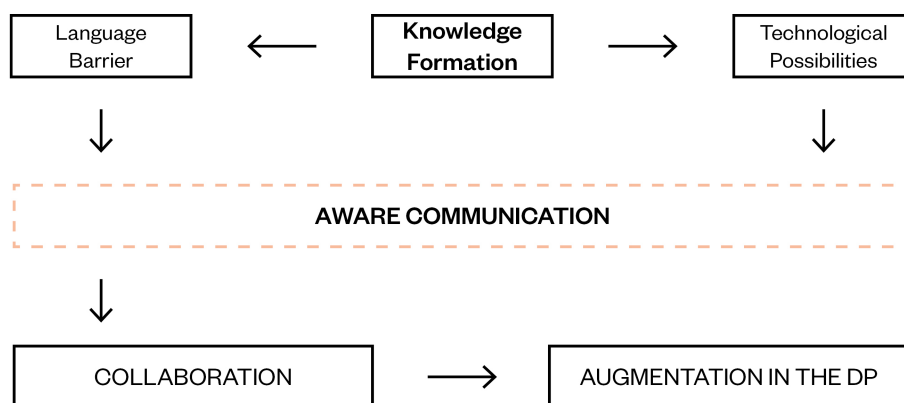 Language
Barrier
Knowledge
Formation
Technological
Possibilities
AWARE COMMUNICATION
COLLABORATION
AUGMENTATION IN THE DP